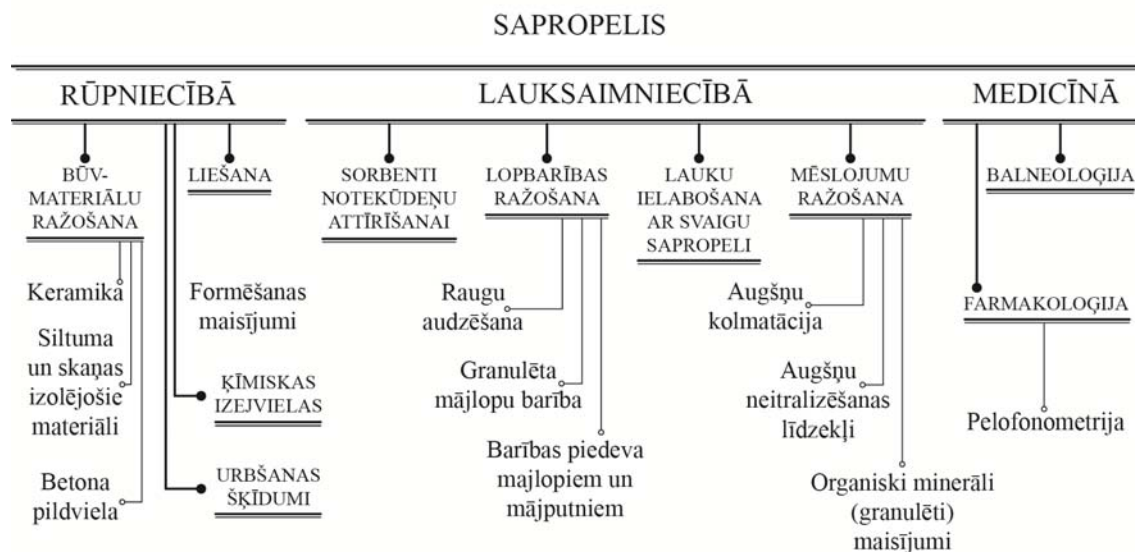 SAPROPELIS
RŪPNIECĪBĀ
LAUKSAIMNIECĪBĀ
MEDICĪNĀ
BŪV-
MATERIĀLU
RAŽOŠANA
LIEŠANA
SORBENTI
NOTEKŪDEŅU
ATTĪRĪŠANAI
LOPBARĪBAS
RAŽOŠANA
LAUKU
IELABOŠANA
AR SVAIGU
SAPROPELI
MĒSLOJUMU
RAŽOŠANA
BALNEOLOĢIJA
Keramika
Siltuma
un skaņas
izolējošie
materiāli
Betona
pildviela
Formēšanas
maisījumi
ĶĪMISKAS
IZEJVIELAS
URBŠANAS
ŠĶĪDUMI
Raugu
audzēšana
Granulēta
mājlopu barība
Barības piedeva
majlopiem un
mājputniem
Augšņu
kolmatācija
Augšņu
neitralizēšanas
līdzekļi
Organiski minerāli
(granulēti)
maisījumi
FARMAKOLOĢIJA
Pelofonometrija